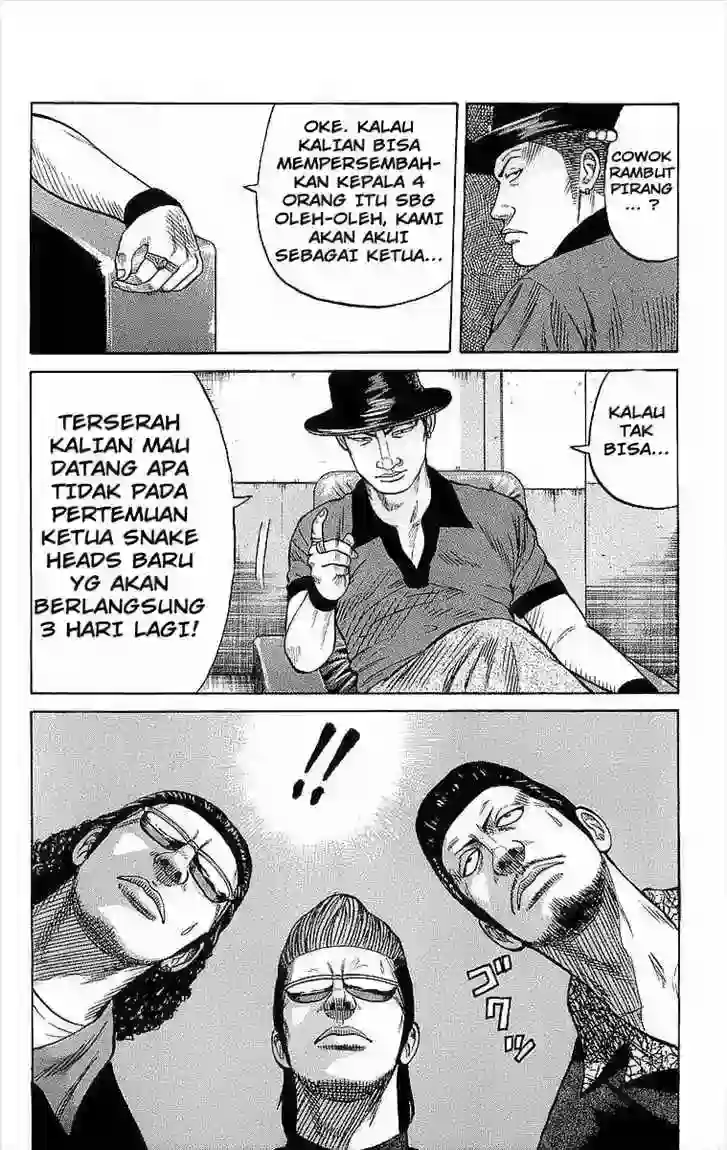 COWOK
RAMBUT
PIRANG
... ?
OKE. KALAU
KALIAN BISA
MEMPERSEMBAH-
KAN KEPALA 4
ORANG ITU SBG
OLEH-OLEH, KAMI
AKAN AKUI
SEBAGAI KETUA...
KALAU
TAK
BISA...
TERSERAH
KALIAN MAU
DATANG APA
TIDAK PADA
PERTEMUAN
KETUA SNAKE
HEADS BARU
YG AKAN
BERLANGSUNG
3 HARI LAGI!
!!
ゴクッ